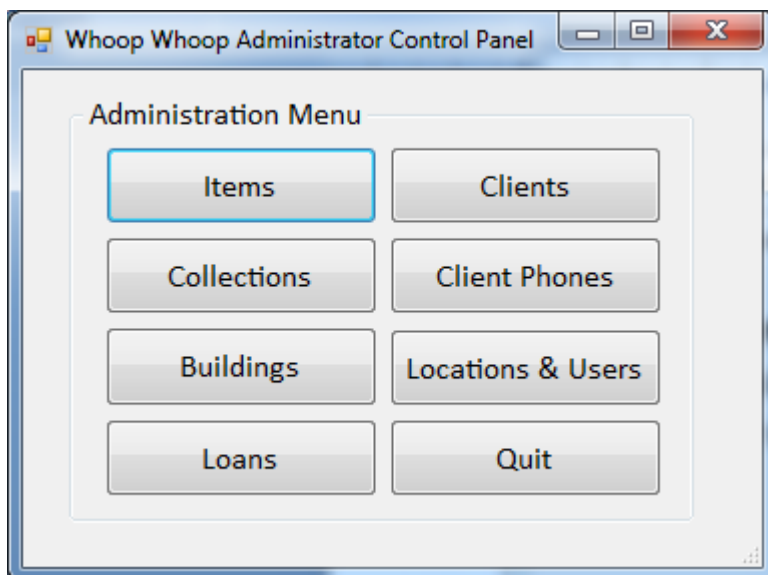 Whoop Whoop Administrator Control Panel
Administration Menu
Items
Clients
Collections
Client Phones
Buildings
Locations & Users
Loans
Quit